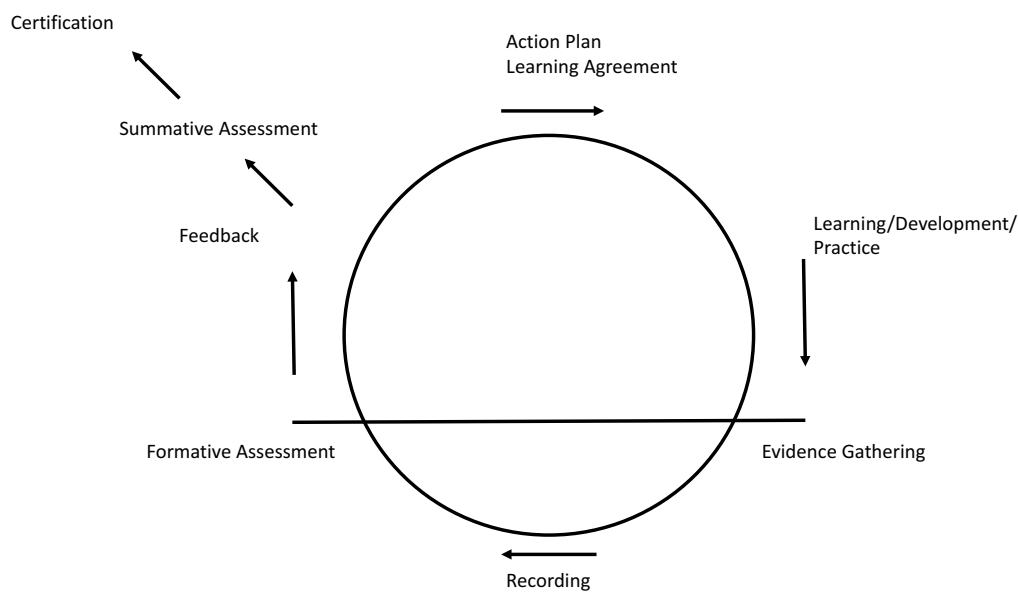 Certification
Action Plan
Learning Agreement
Summative Assessment
Learning/Development/
Practice
Feedback
Formative Assessment
Evidence Gathering
Recording